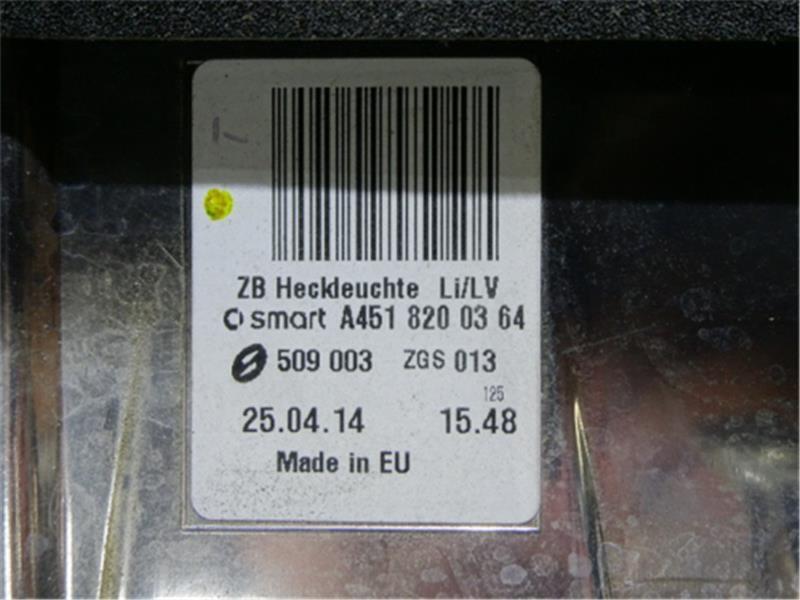 ZB Heckleuchte Li/LV
smart A451 820 03 64
509 003 ZGS 013
125
25.04.14 15.48
Made in EU